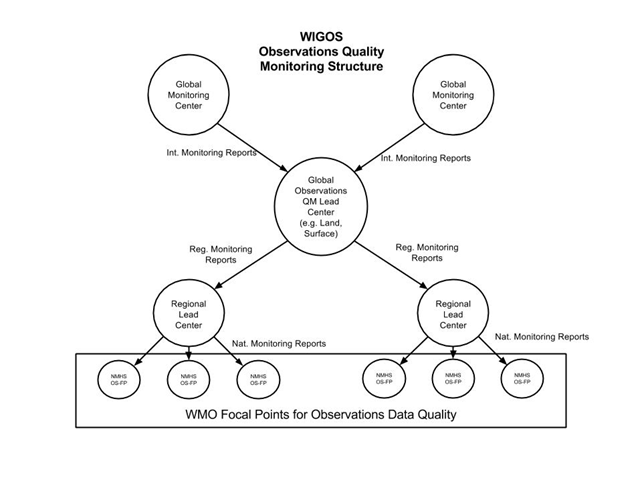 WIGOS
Observations Quality
Monitoring Structure
Global
Monitoring
Center
Global
Monitoring
Center
Int. Monitoring Reports
Int. Monitoring Reports
Global
Observations
QM Lead
Center
(e.g. Land,
Surface)
Reg. Monitoring
Reports
Reg. Monitoring
Reports
Regional
Lead
Center
Regional
Lead
Center
Nat. Monitoring Reports
Nat. Monitoring Reports
NMHS
OS-FP
NMHS
OS-FP
NMHS
OS-FP
NMHS
OS-FP
NMHS
OS-FP
NMHS
OS-FP
WMO Focal Points for Observations Data Quality